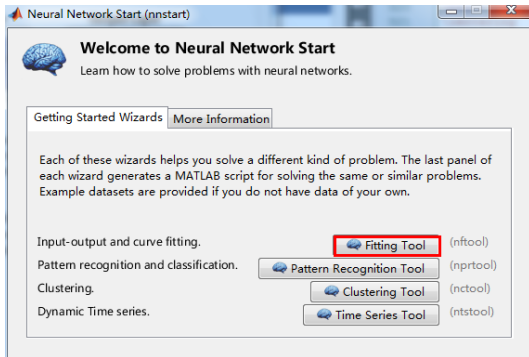 Neural Network Start (nnstart)
Welcome to Neural Network Start
Learn how to solve problems with neural networks.
Getting Started Wizards More Information
Each of these wizards helps you solve a different kind of problem. The last panel of
each wizard generates a MATLAB script for solving the same or similar problems.
Example datasets are provided if you do not have data of your own.
Input-output and curve fitting. Fitting Tool (nftool)
Pattern recognition and classification. Pattern Recognition Tool (nprtool)
Clustering. Clustering Tool (nctool)
Dynamic Time series. Time Series Tool (ntstool)